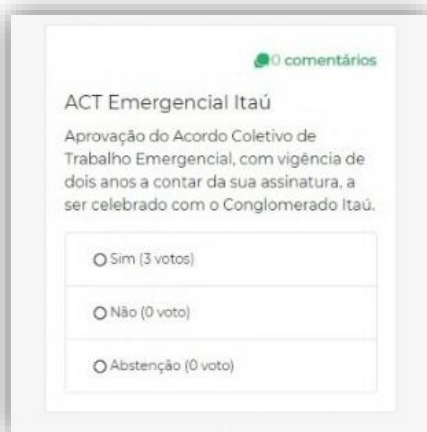 0 comentários
ACT Emergencial Itaú
Aprovação do Acordo Coletivo de
Trabalho Emergencial, com vigência de
dois anos a contar da sua assinatura, a
ser celebrado com o Conglomerado Itaú.
Sim (3 votos)
Não (0 voto)
Abstenção (0 voto)